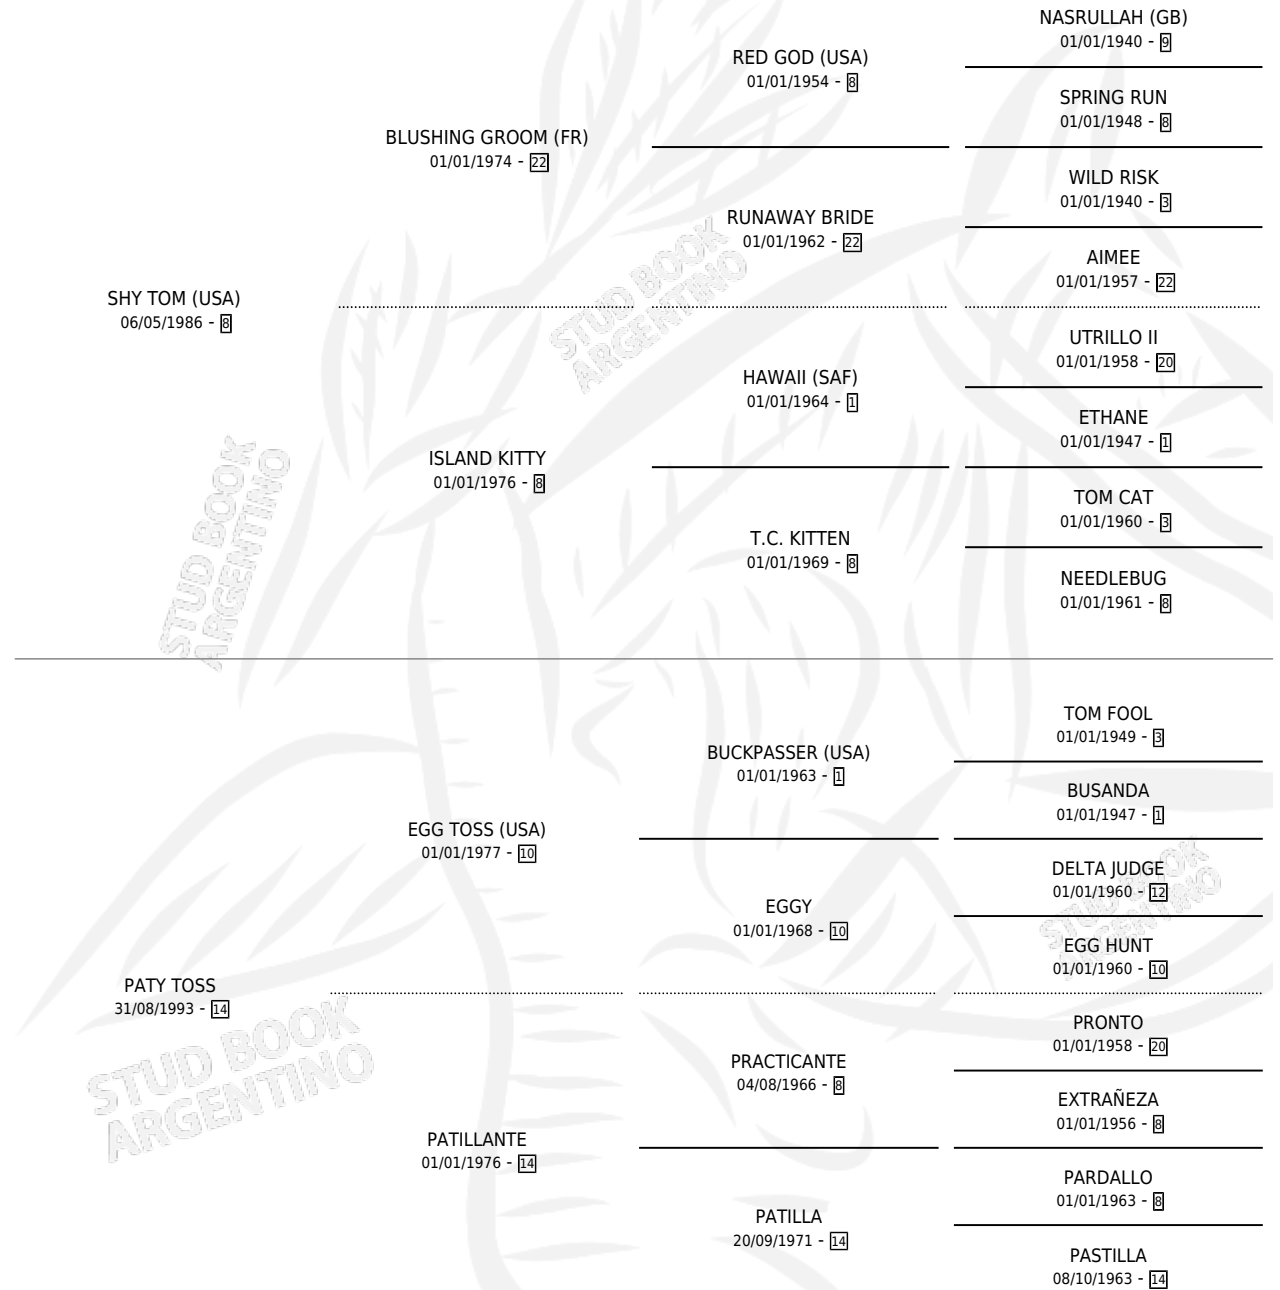 NASRULLAH (GB)
01/01/1940 - 9
RED GOD (USA)
01/01/1954 - 8
SPRING RUN
01/01/1948 - 8
BLUSHING GROOM (FR)
01/01/1974 - 22
WILD RISK
01/01/1940 - 3
RUNAWAY BRIDE
01/01/1962 - 22
AIMEE
01/01/1957 - 22
SHY TOM (USA)
06/05/1986 - 8
UTRILLO II
01/01/1958 - 20
HAWAII (SAF)
01/01/1964 - 1
ETHANE
01/01/1947 - 1
ISLAND KITTY
01/01/1976 - 8
TOM CAT
01/01/1960 - 3
T.C. KITTEN
01/01/1969 - 8
NEEDLEBUG
01/01/1961 - 8
TOM FOOL
01/01/1949 - 3
BUCKPASSER (USA)
01/01/1963 - 1
BUSANDA
01/01/1947 - 1
EGG TOSS (USA)
01/01/1977 - 10
DELTA JUDGE
01/01/1960 - 12
EGGY
01/01/1968 - 10
EGG HUNT
01/01/1960 - 10
PATY TOSS
31/08/1993 - 14
PRONTO
01/01/1958 - 20
PRACTICANTE
04/08/1966 - 8
EXTRAÑEZA
01/01/1956 - 8
PATILLANTE
01/01/1976 - 14
PARDALLO
01/01/1963 - 8
PATILLA
20/09/1971 - 14
PASTILLA
08/10/1963 - 14
STUD BOOK
ARGENTINO
STUD BOOK
ARGENTINO
STUD BOOK
ARGENTINO
STUD BOOK
ARGENTINO